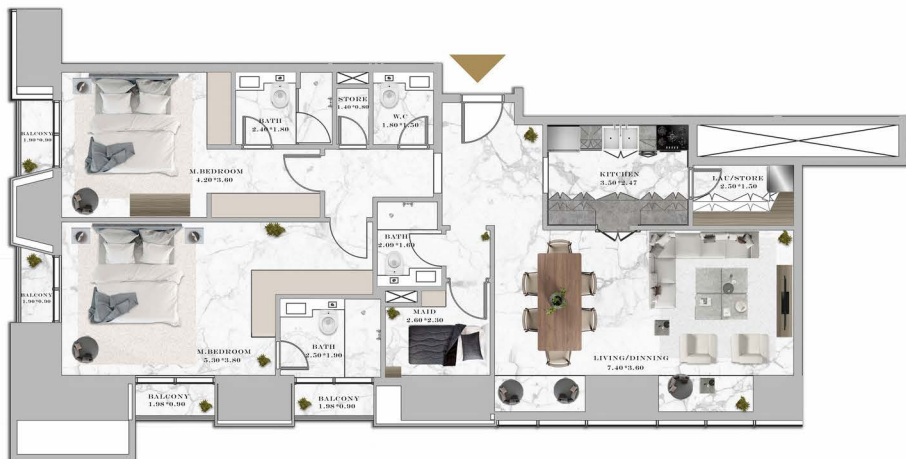 BATH
2.40*1.80
STORE
1.40*0.80
W.C
1.80*1.50
BALCONY
1.90*0.90
M.BEDROOM
4.20*3.60
KITCHEN
3.50*2.47
LAU/STORE
2.50*1.50
BATH
2.00*1.60
BALCONY
1.90*0.90
MAID
2.60*2.30
BATH
2.50*1.90
M.BEDROOM
5.30*3.80
LIVING/DINNING
7.40*3.60
BALCONY
1.98*0.90
BALCONY
1.98*0.90